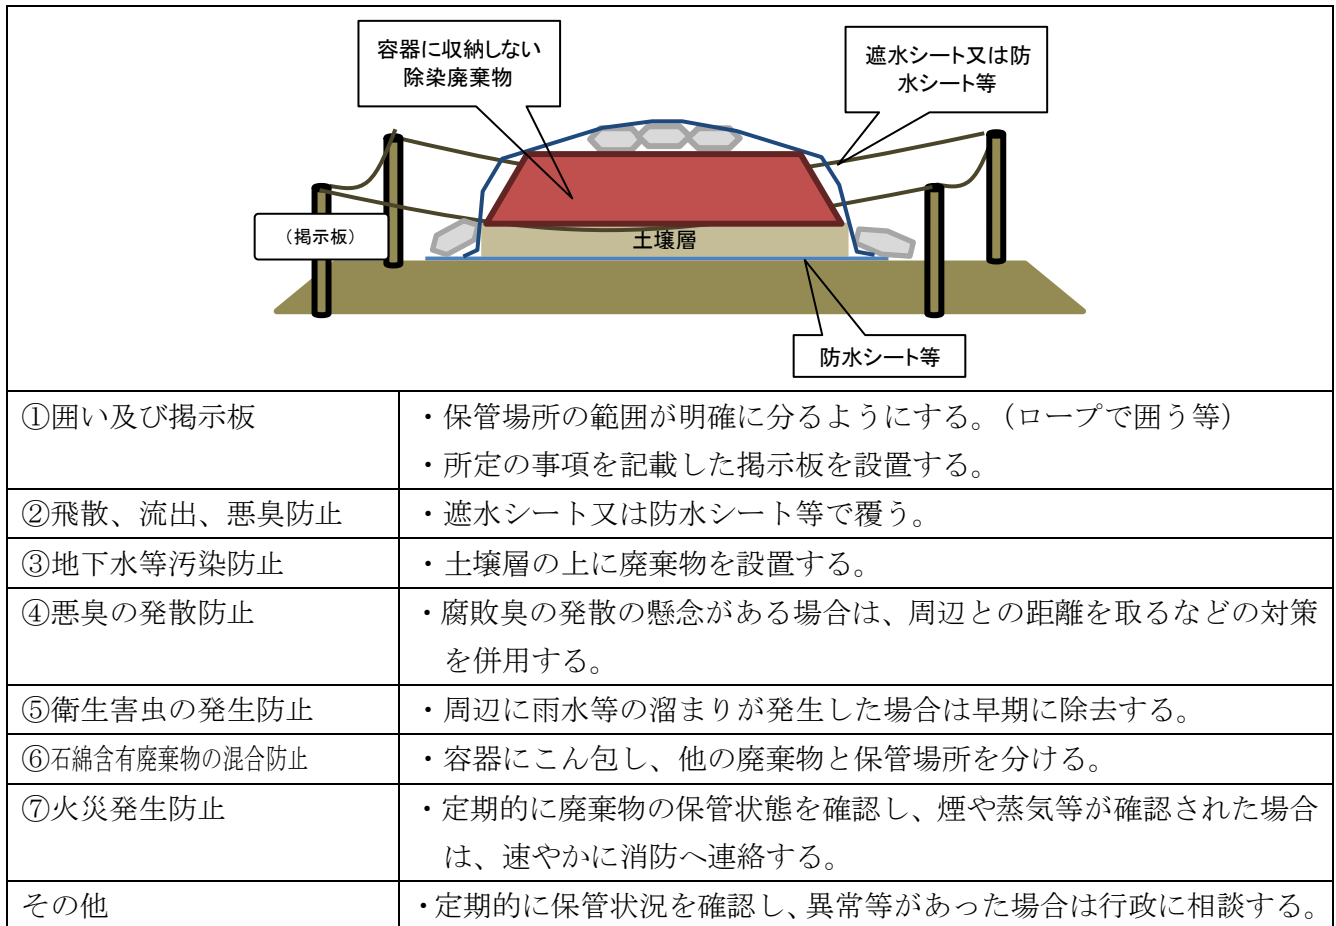 容器に収納しない
除染廃棄物
遮水シート又は防
水シート等
（掲示板）
土壌層
防水シート等
①囲い及び掲示板
・保管場所の範囲が明確に分るようにする。（ロープで囲う等）
・所定の事項を記載した掲示板を設置する。
②飛散、流出、悪臭防止
・遮水シート又は防水シート等で覆う。
③地下水等汚染防止
・土壌層の上に廃棄物を設置する。
④悪臭の発散防止
・腐敗臭の発散の懸念がある場合は、周辺との距離を取るなどの対策
を併用する。
⑤衛生害虫の発生防止
・周辺に雨水等の溜まりが発生した場合は早期に除去する。
⑥石綿含有廃棄物の混合防止
・容器にこん包し、他の廃棄物と保管場所を分ける。
⑦火災発生防止
・定期的に廃棄物の保管状態を確認し、煙や蒸気等が確認された場合
は、速やかに消防へ連絡する。
その他
・定期的に保管状況を確認し、異常等があった場合は行政に相談する。